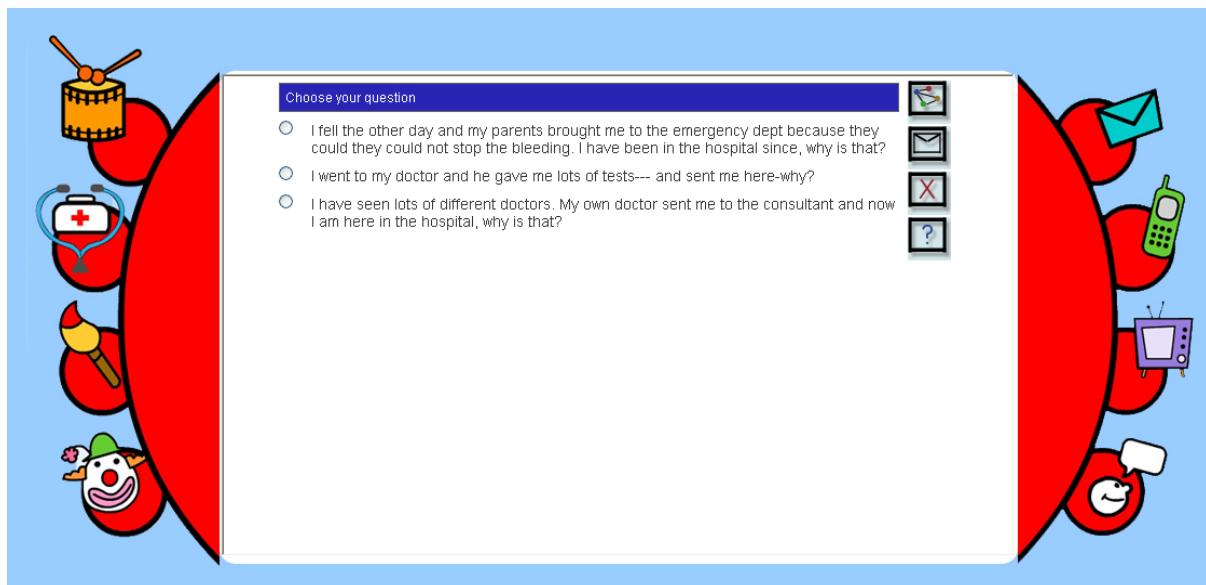 Choose your question
I fell the other day and my parents brought me to the emergency dept because they
could they could not stop the bleeding. I have been in the hospital since, why is that?
I went to my doctor and he gave me lots of tests--- and sent me here-why?
I have seen lots of different doctors. My own doctor sent me to the consultant and now
I am here in the hospital, why is that?
X
?